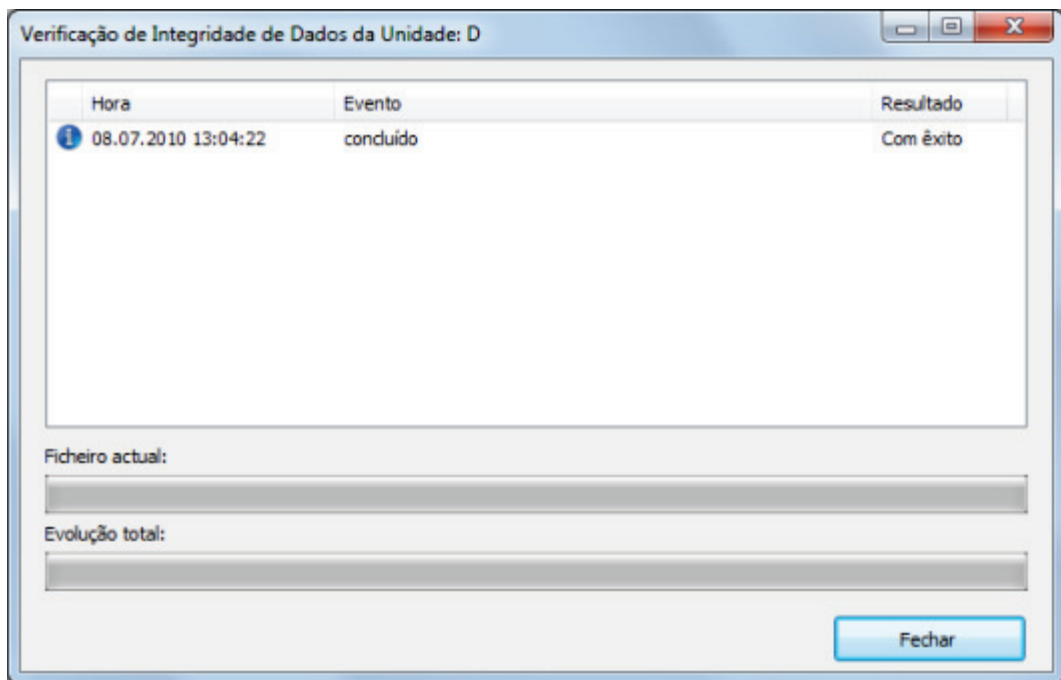 Verificação de Integridade de Dados da Unidade: D
Hora Evento Resultado
08.07.2010 13:04:22 concluído Com êxito
Ficheiro actual:
Evolução total:
Fechar